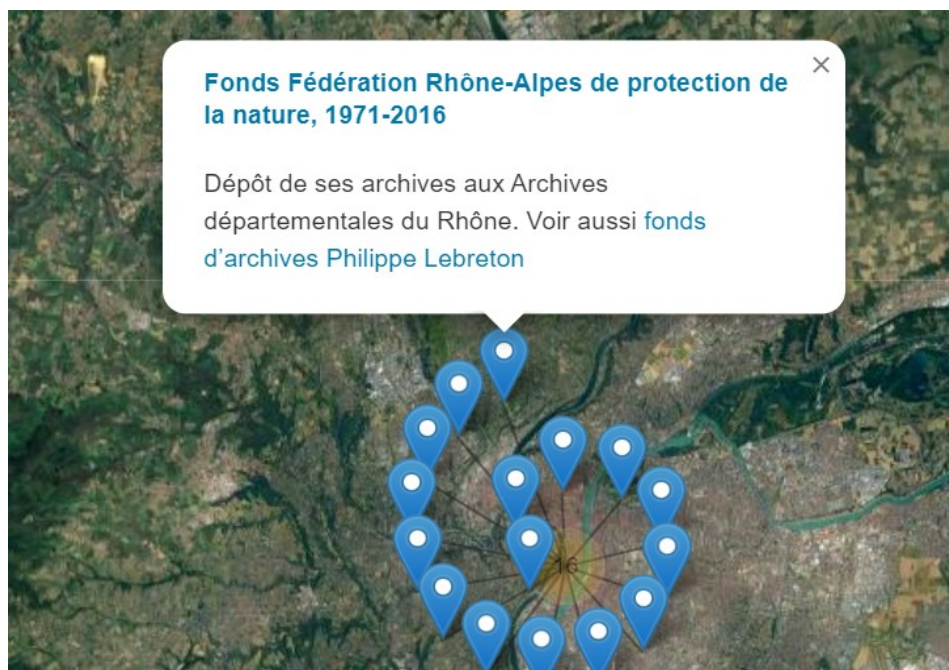 Fonds Fédération Rhône-Alpes de protection de
la nature, 1971-2016
Dépôt de ses archives aux Archives
départementales du Rhône. Voir aussi fonds
d’archives Philippe Lebreton
16